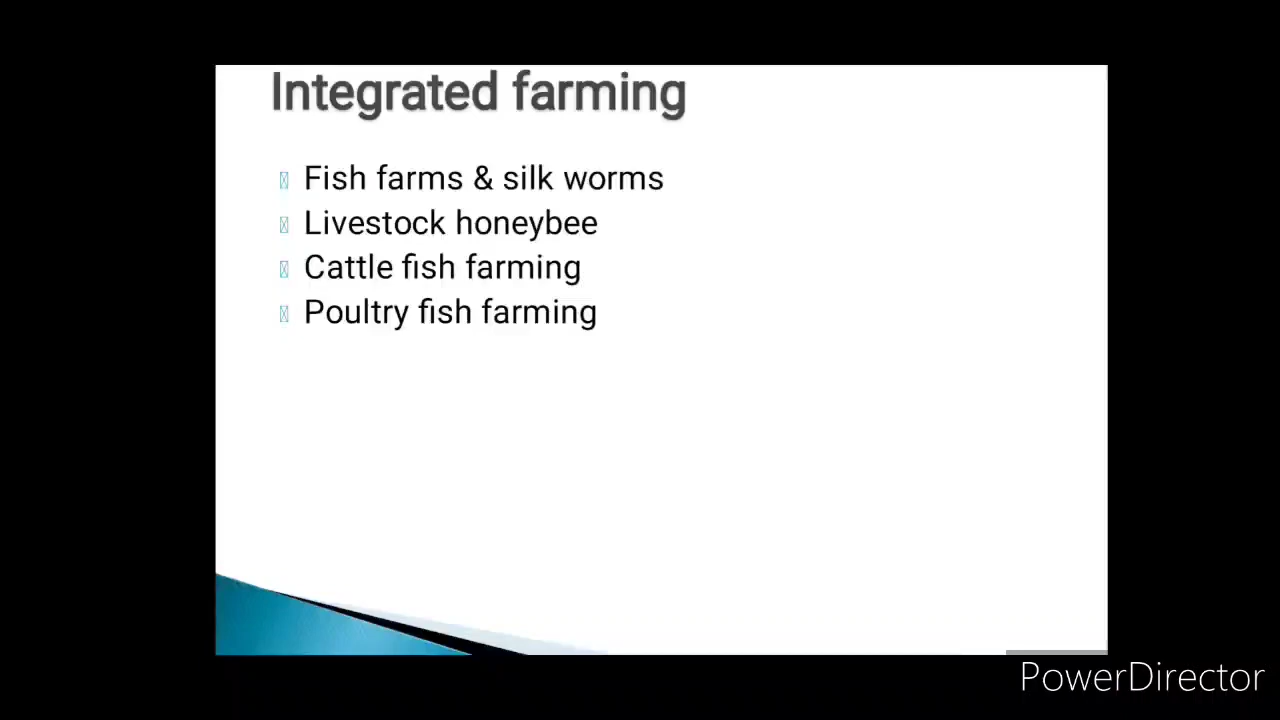 Integrated farming
Fish farms & silk worms
Livestock honeybee
Cattle fish farming
Poultry fish farming
PowerDirector